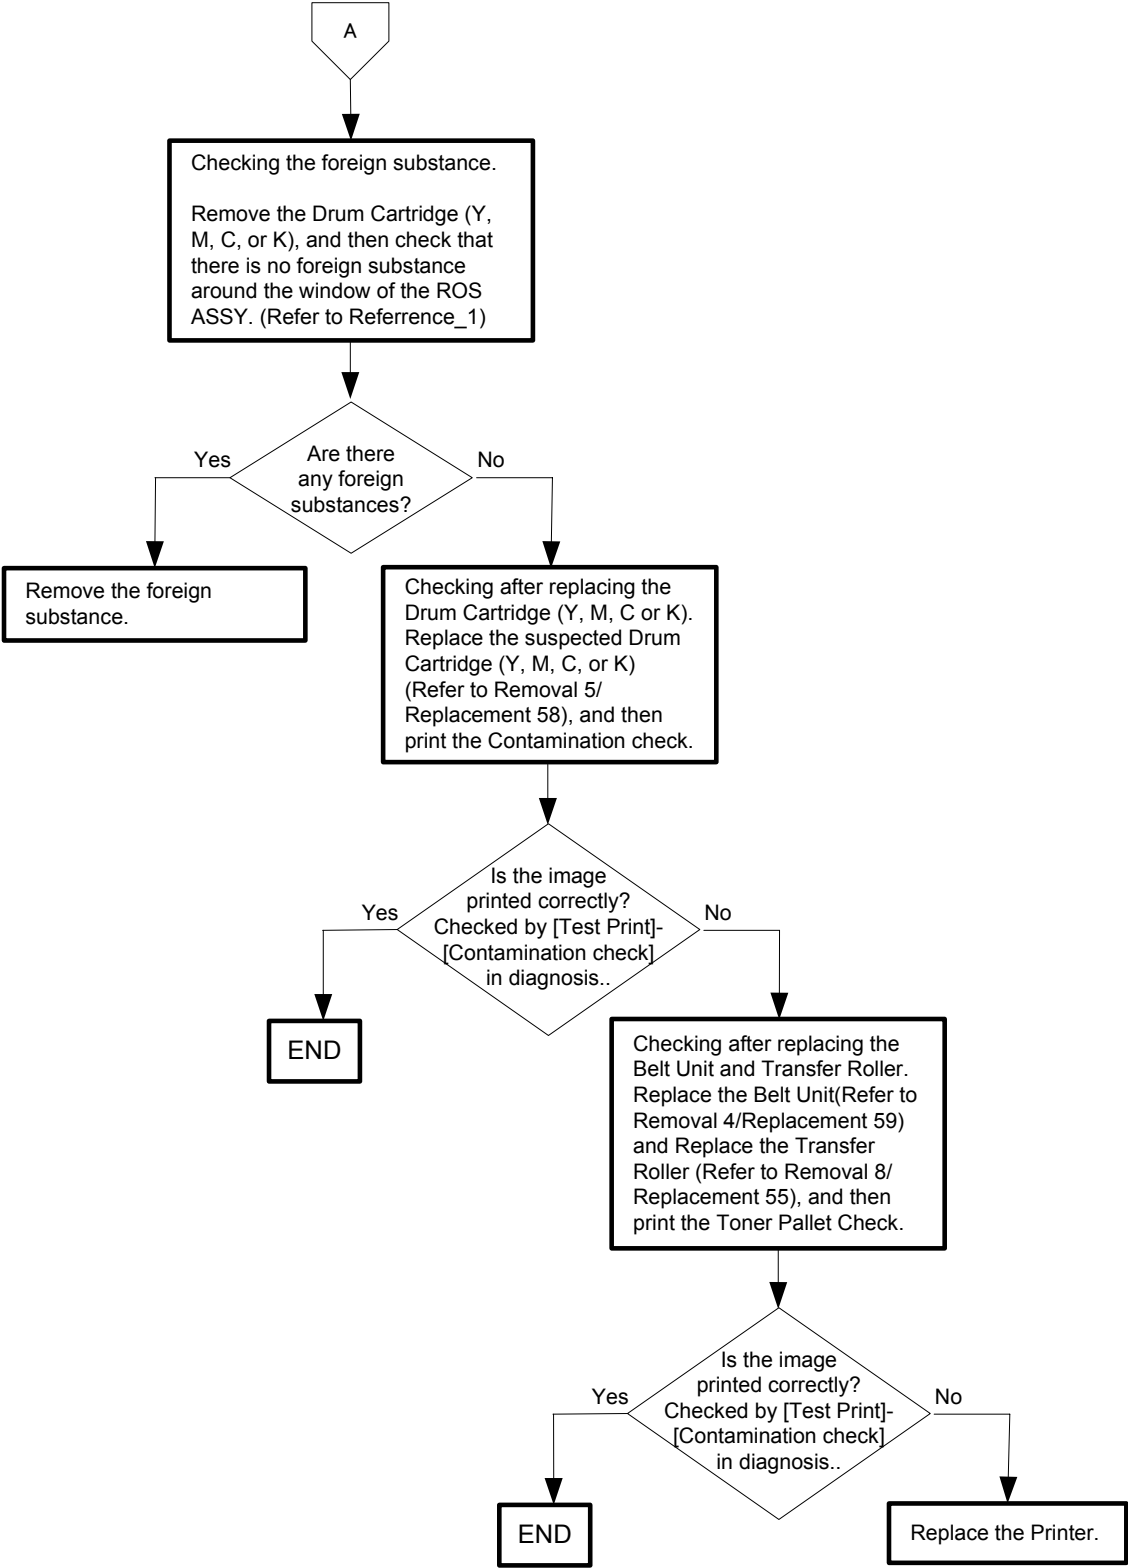 A
Checking the foreign substance.
Remove the Drum Cartridge (Y,
M, C, or K), and then check that
there is no foreign substance
around the window of the ROS
ASSY. (Refer to Referrence_1)
Are there
any foreign
substances?
Yes
No
Remove the foreign
substance.
Checking after replacing the
Drum Cartridge (Y, M, C or K).
Replace the suspected Drum
Cartridge (Y, M, C, or K)
(Refer to Removal 5/
Replacement 58), and then
print the Contamination check.
Is the image
printed correctly?
Checked by [Test Print]-
[Contamination check]
in diagnosis..
Yes
No
END
Checking after replacing the
Belt Unit and Transfer Roller.
Replace the Belt Unit(Refer to
Removal 4/Replacement 59)
and Replace the Transfer
Roller (Refer to Removal 8/
Replacement 55), and then
print the Toner Pallet Check.
Is the image
printed correctly?
Checked by [Test Print]-
[Contamination check]
in diagnosis..
Yes
No
END
Replace the Printer.